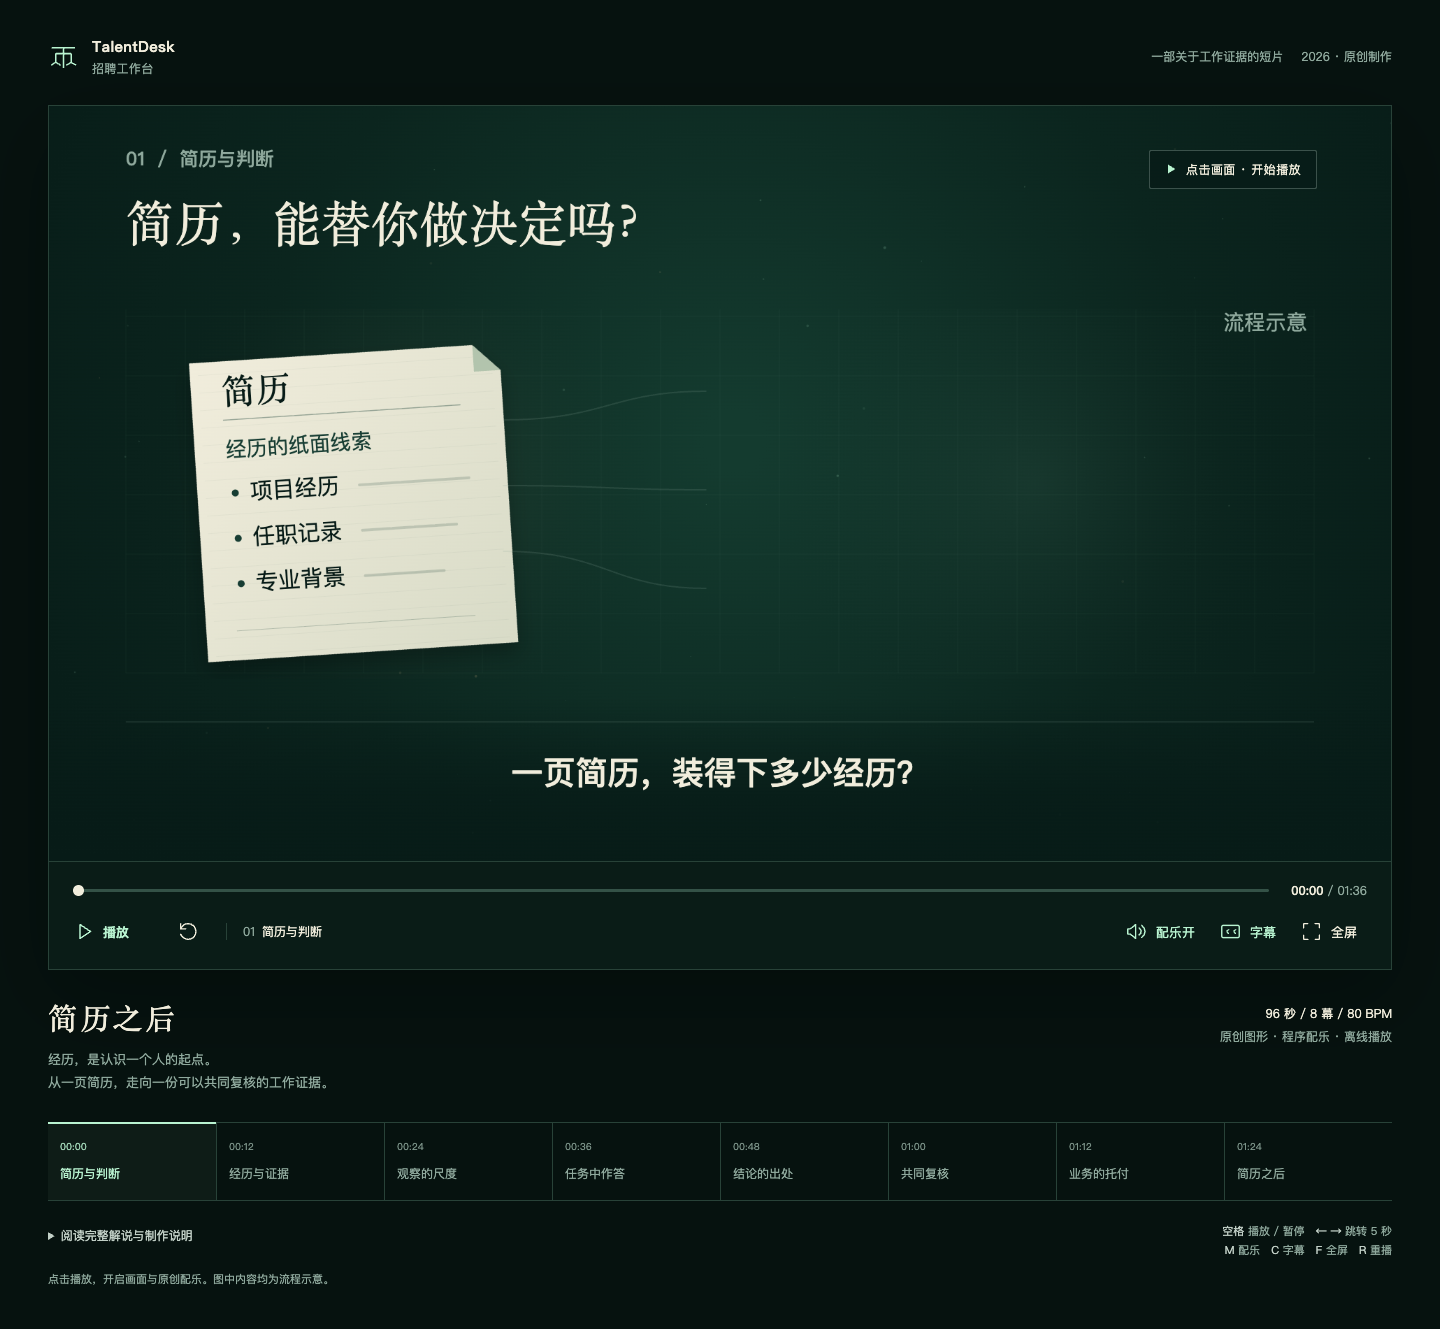 TalentDesk
招聘工作台
一部关于工作证据的短片 2026 · 原创制作
01 / 简历与判断
点击画面 · 开始播放
简历，能替你做决定吗？
流程示意
简历
经历的纸面线索
• 项目经历
• 任职记录
• 专业背景
一页简历，装得下多少经历？
00:00 / 01:36
播放
01 简历与判断
配乐开
字幕
全屏
简历之后
96 秒 / 8 幕 / 80 BPM
原创图形 · 程序配乐 · 离线播放
经历，是认识一个人的起点。
从一页简历，走向一份可以共同复核的工作证据。
00:00
简历与判断
00:12
经历与证据
00:24
观察的尺度
00:36
任务中作答
00:48
结论的出处
01:00
共同复核
01:12
业务的托付
01:24
简历之后
阅读完整解说与制作说明
空格 播放 / 暂停 ←→ 跳转 5 秒
M 配乐 C 字幕 F 全屏 R 重播
点击播放，开启画面与原创配乐。图中内容均为流程示意。